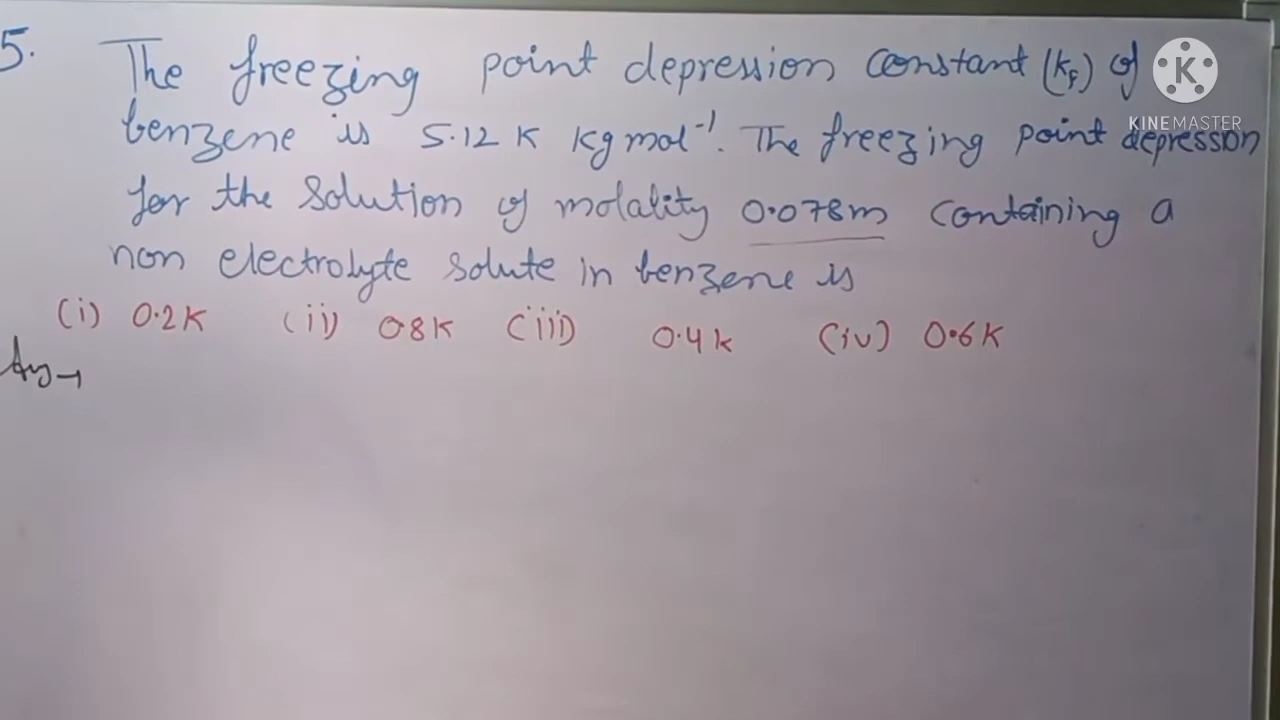 5. The freezing point depression constant (Kf) of
K
KINEMASTER
benzene is 5.12 K kg mol⁻¹. The freezing point depression
for the solution of molality 0.078m containing a
non electrolyte solute in benzene is
(i) 0.2K (ii) 0.8K (iii) 0.4K (iv) 0.6K
Ans→